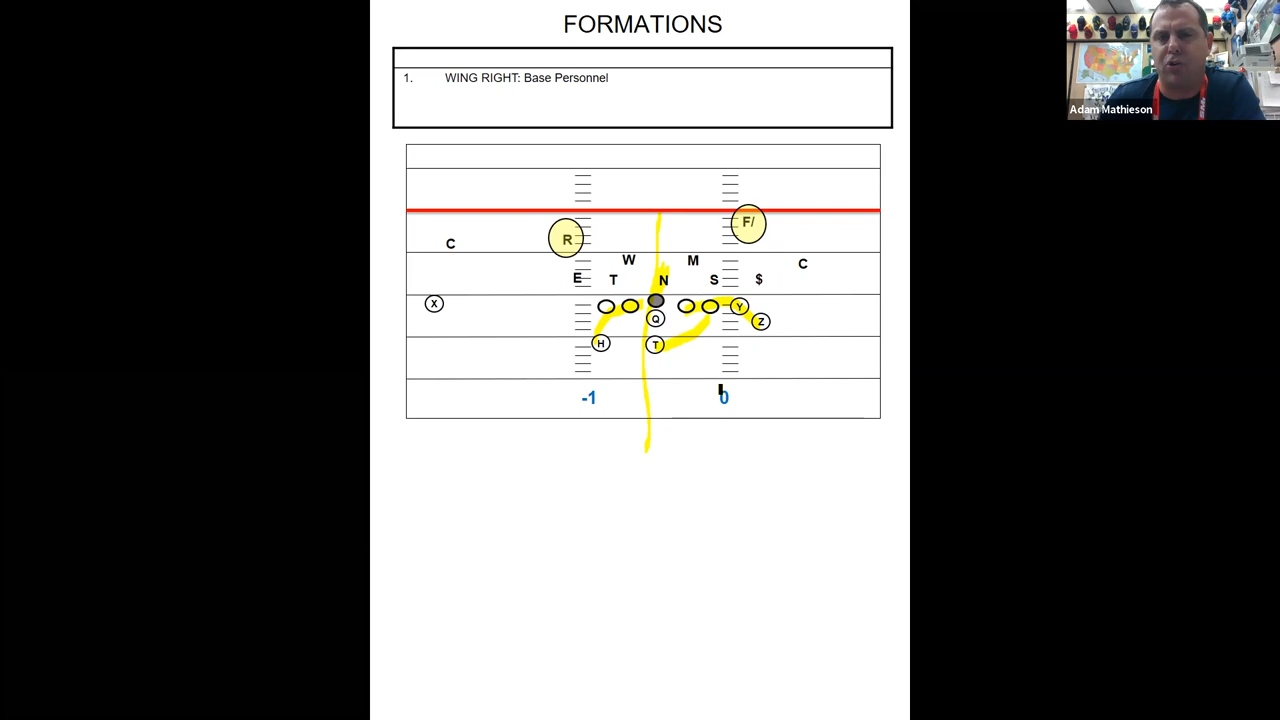 FORMATIONS
1. WING RIGHT: Base Personnel
Adam Mathieson
F/
R
C
W M C
E T N S $
X Y
Q Z
H T
-1 0